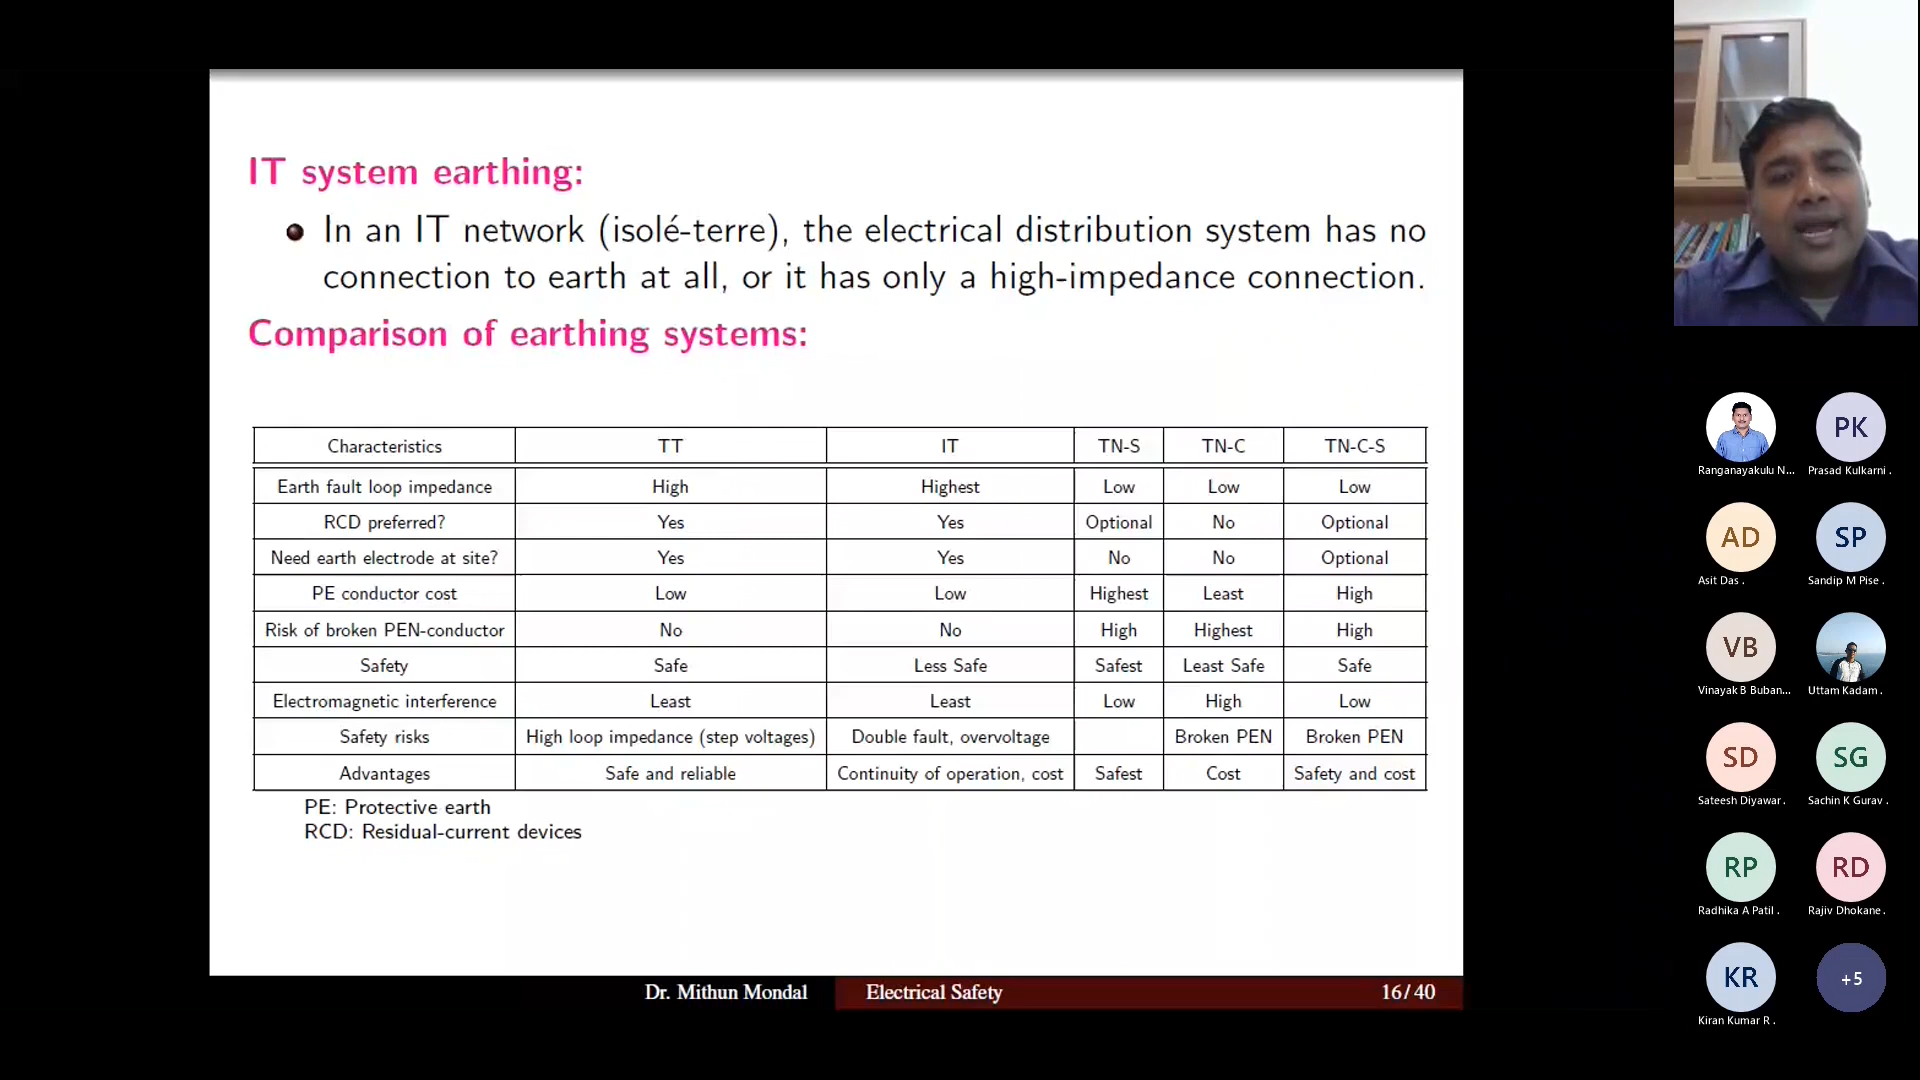 IT system earthing:
In an IT network (isolé-terre), the electrical distribution system has no
connection to earth at all, or it has only a high-impedance connection.
Comparison of earthing systems:
Characteristics TT IT TN-S TN-C TN-C-S
Earth fault loop impedance High Highest Low Low Low
RCD preferred? Yes Yes Optional No Optional
Need earth electrode at site? Yes Yes No No Optional
PE conductor cost Low Low Highest Least High
Risk of broken PEN-conductor No No High Highest High
Safety Safe Less Safe Safest Least Safe Safe
Electromagnetic interference Least Least Low High Low
Safety risks High loop impedance (step voltages) Double fault, overvoltage Broken PEN Broken PEN
Advantages Safe and reliable Continuity of operation, cost Safest Cost Safety and cost
PE: Protective earth
RCD: Residual-current devices
Dr. Mithun Mondal Electrical Safety 16/40
PK
Ranganayakulu N... Prasad Kulkarni .
AD SP
Asit Das . Sandip M Pise .
VB
Vinayak B Buban... Uttam Kadam .
SD SG
Sateesh Diyawar . Sachin K Gurav .
RP RD
Radhika A Patil . Rajiv Dhokane .
KR +5
Kiran Kumar R .